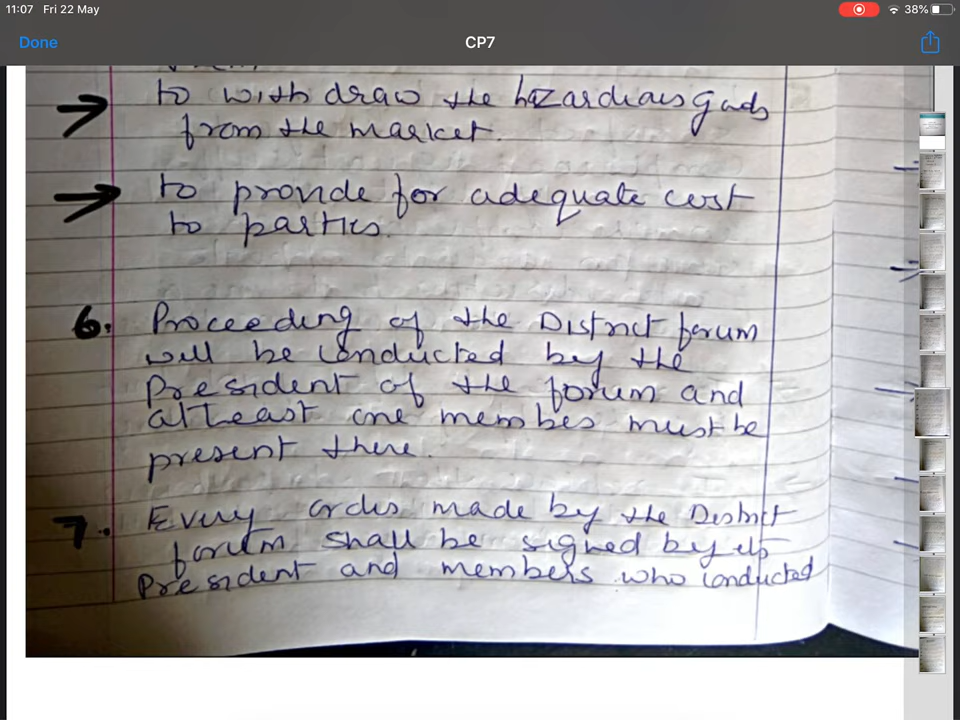 11:07 Fri 22 May
38%
Done
CP7
to withdraw the hazardious goods
from the market.
to provide for adequate cost
to parties.
6. Proceeding of the District forum
will be conducted by the
President of the forum and
atleast one member must be
present there.
7. Every order made by the District
forum shall be signed by its
President and members who conducted